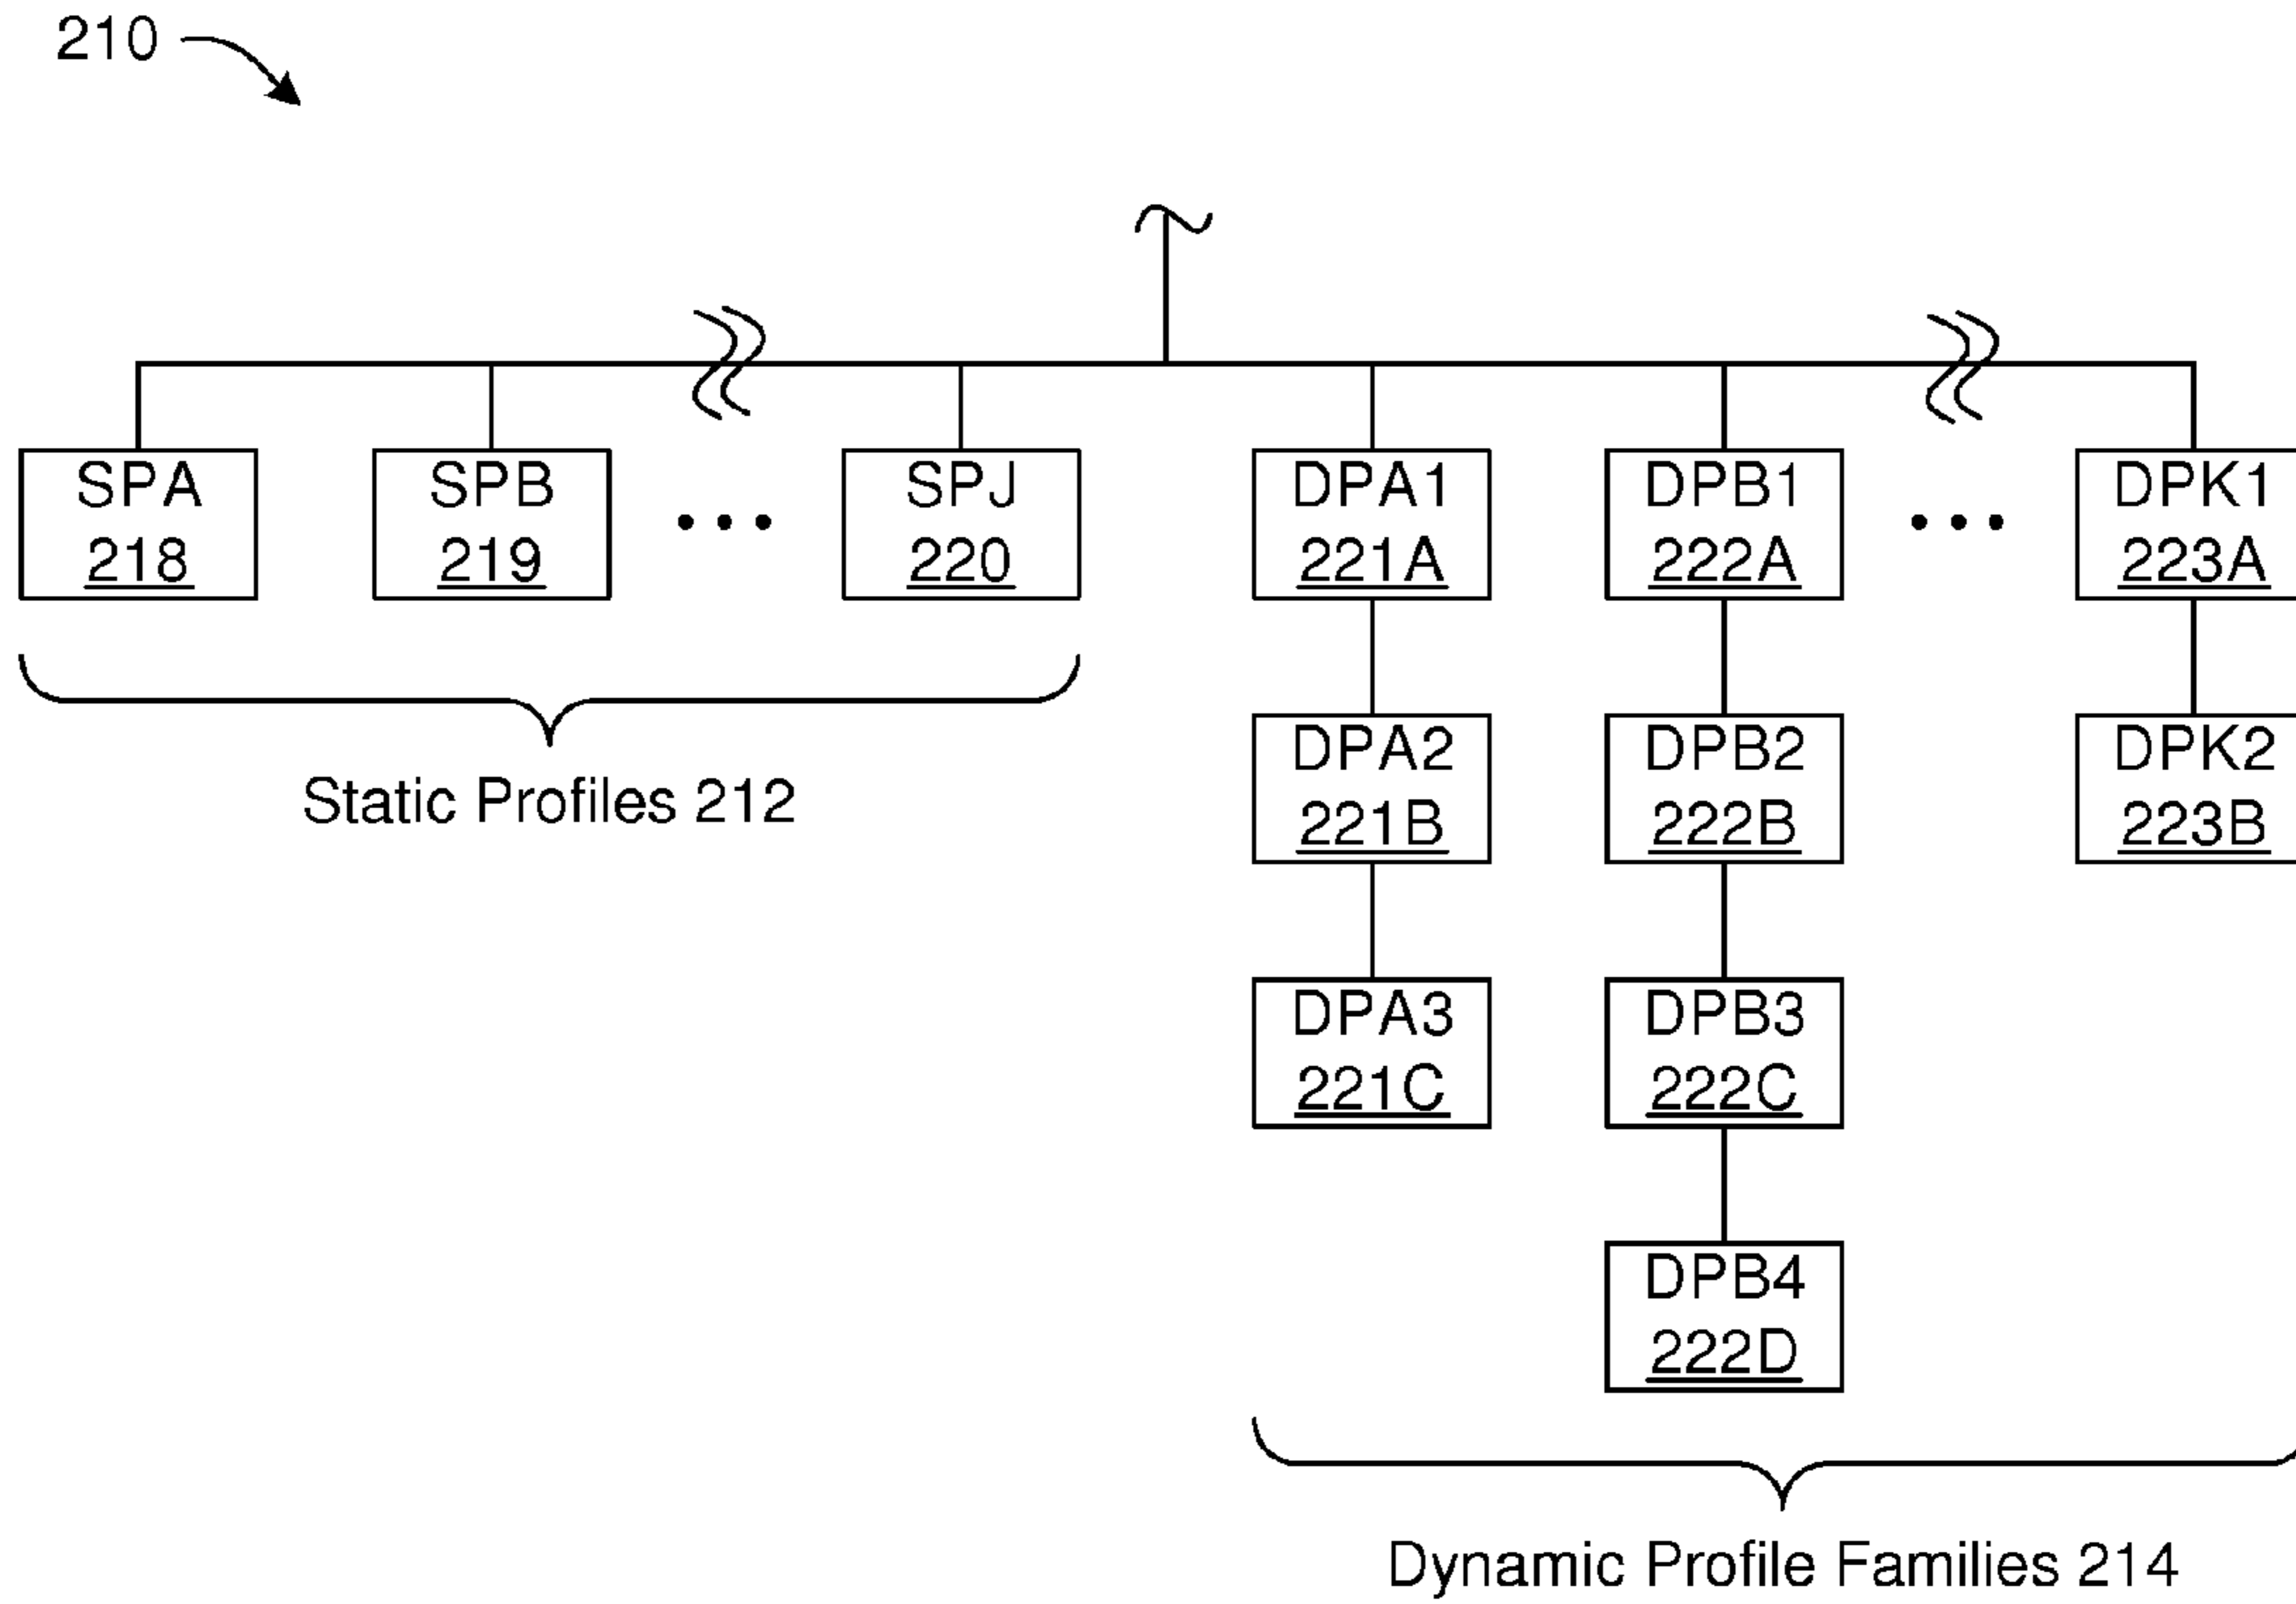 210
SPA
218
SPB
219
• • •
SPJ
220
DPA1
221A
DPB1
222A
• • •
DPK1
223A
DPA2
221B
DPB2
222B
DPK2
223B
Static Profiles 212
DPA3
221C
DPB3
222C
DPB4
222D
Dynamic Profile Families 214